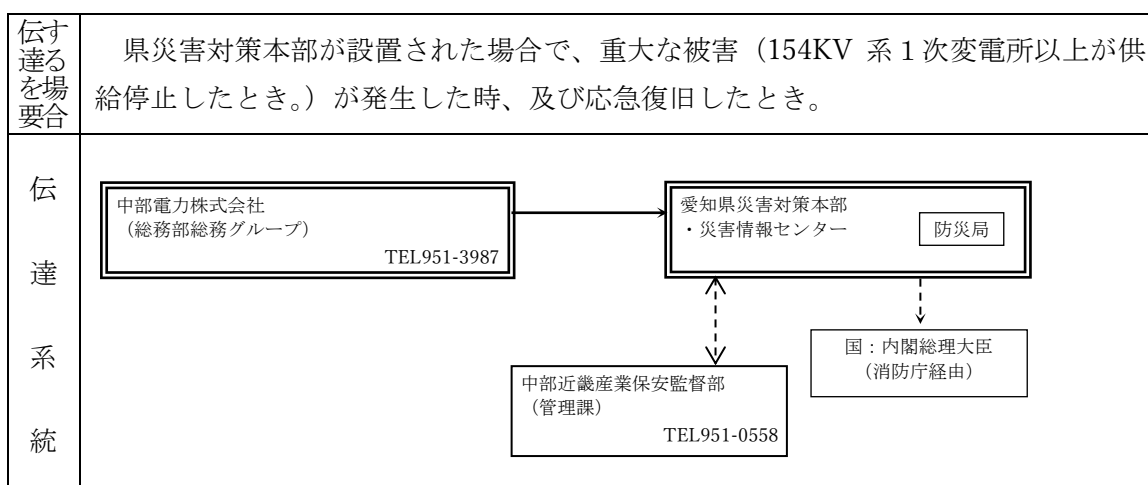 伝達を要
する場合
県災害対策本部が設置された場合で、重大な被害（154KV 系１次変電所以上が供
給停止したとき。）が発生した時、及び応急復旧したとき。
伝達系統
中部電力株式会社
（総務部総務グループ）
TEL951-3987
愛知県災害対策本部
・災害情報センター
防災局
国：内閣総理大臣
（消防庁経由）
中部近畿産業保安監督部
（管理課）
TEL951-0558